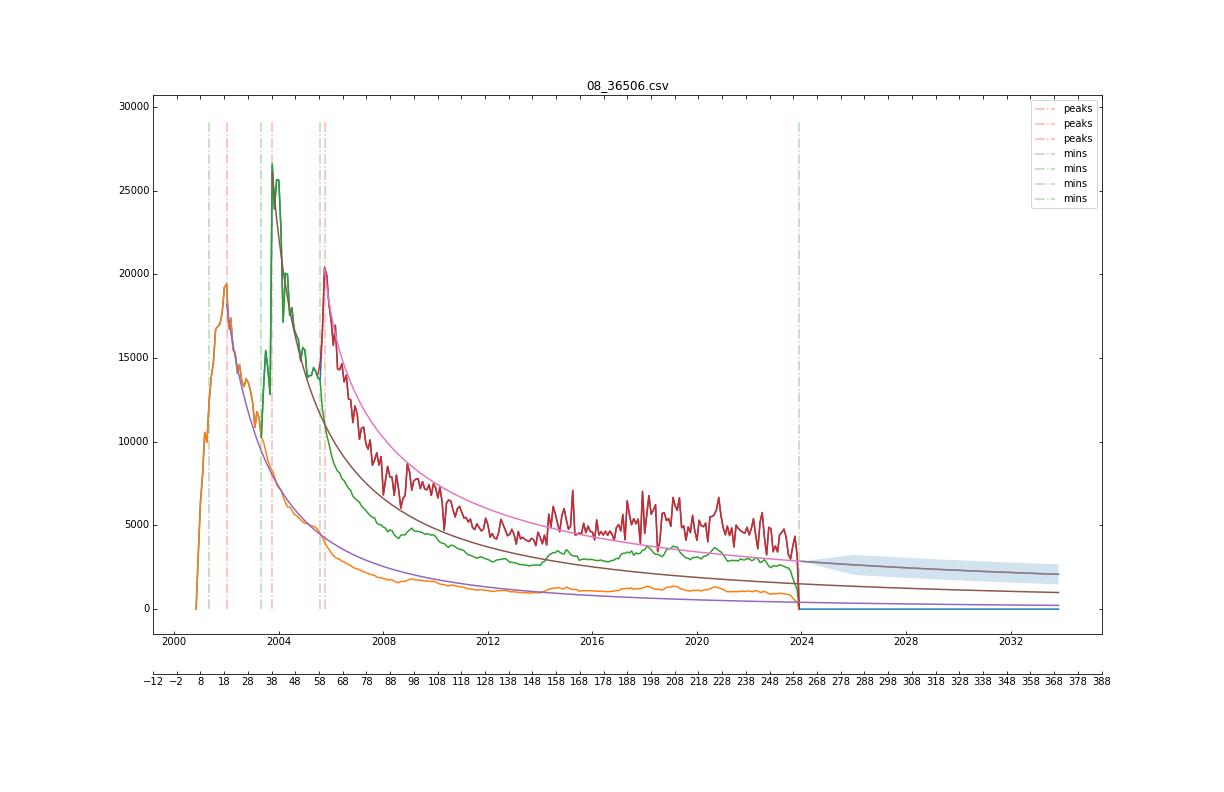 08_36506.csv
30000
25000
20000
15000
10000
5000
0
peaks
peaks
peaks
mins
mins
mins
mins
2000 2004 2008 2012 2016 2020 2024 2028 2032
−12 −2 8 18 28 38 48 58 68 78 88 98 108 118 128 138 148 158 168 178 188 198 208 218 228 238 248 258 268 278 288 298 308 318 328 338 348 358 368 378 388